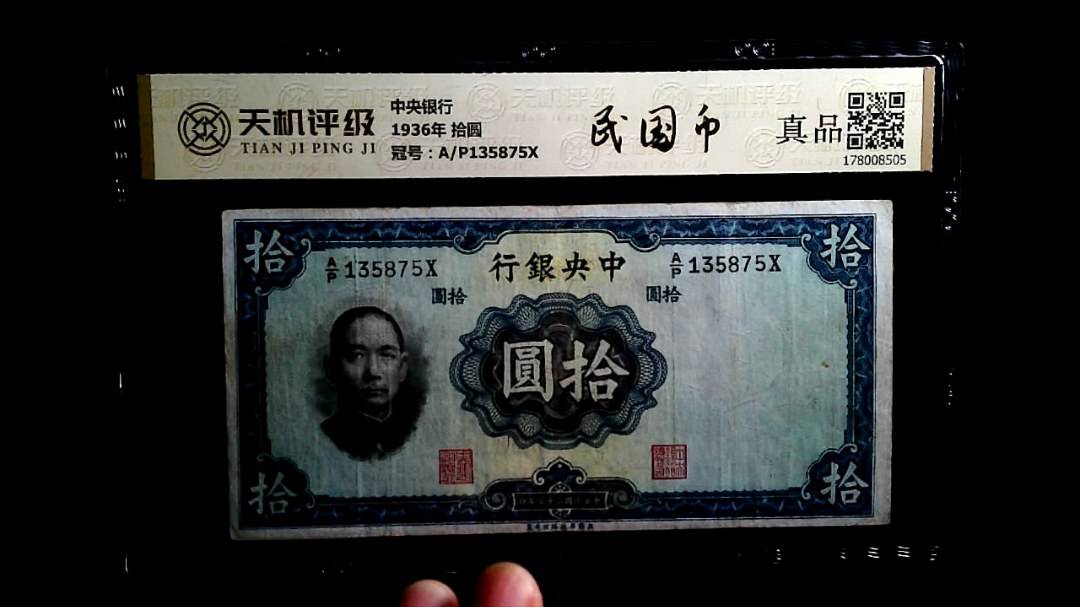 天机评级
TIAN JI PING JI
中央银行
1936年 拾圆
冠号：A/P135875X
民国币
真品
178008505
拾
拾
A/P 135875X
行銀央中
A/P 135875X
圓拾
圓拾
圓拾
拾
拾